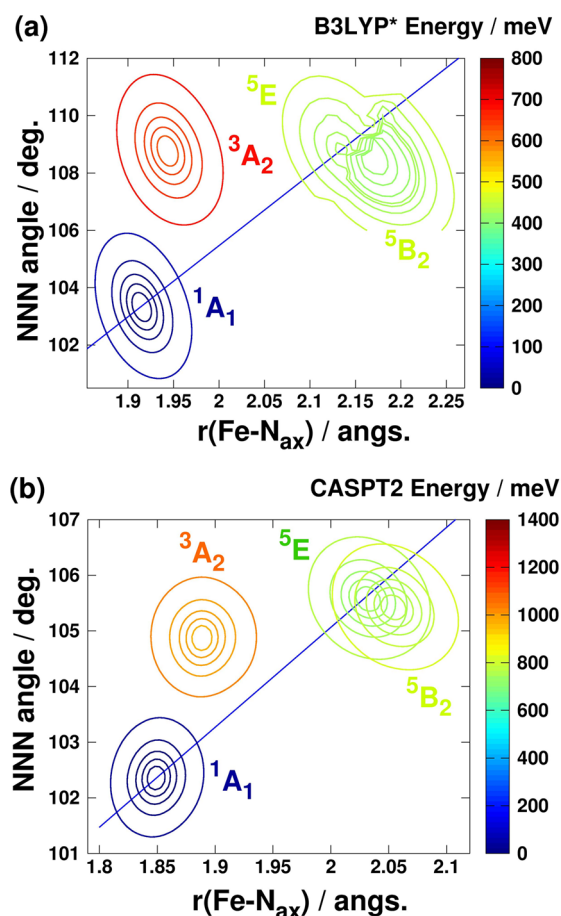 (a)
B3LYP* Energy / meV
NNN angle / deg.
112
110
108
106
104
102
⁵E
³A₂
⁵B₂
¹A₁
800
700
600
500
400
300
200
100
0
1.9 1.95 2 2.05 2.1 2.15 2.2 2.25
r(Fe-Nₐₓ) / angs.
(b)
CASPT2 Energy / meV
NNN angle / deg.
107
106
105
104
103
102
101
³A₂
⁵E
⁵B₂
¹A₁
1400
1200
1000
800
600
400
200
0
1.8 1.85 1.9 1.95 2 2.05 2.1
r(Fe-Nₐₓ) / angs.